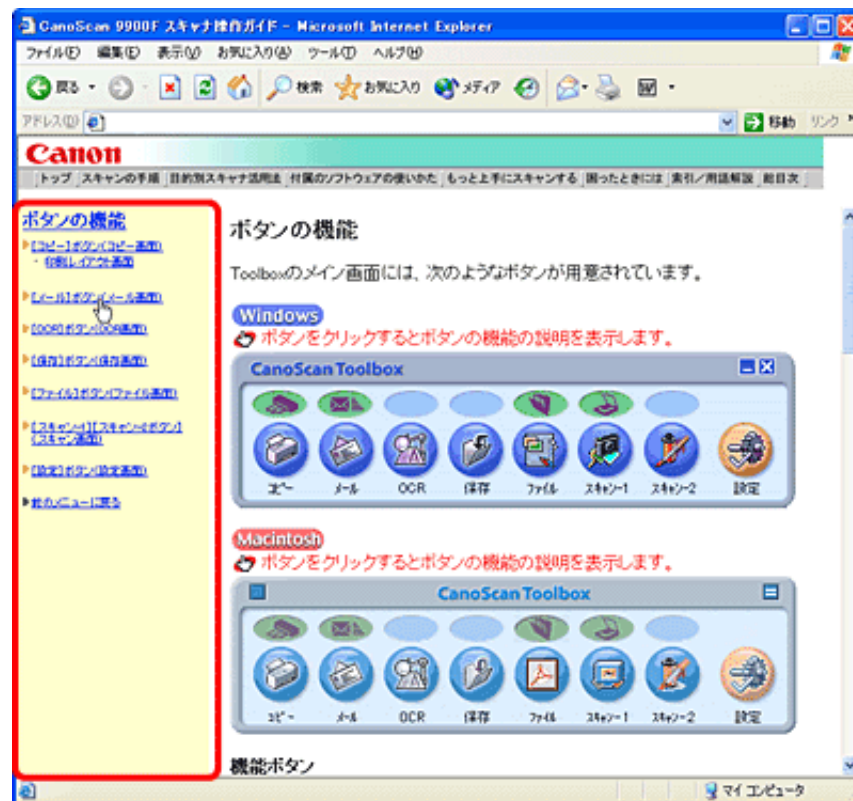 CanoScan 9900F スキャナ操作ガイド - Microsoft Internet Explorer
ファイル(F) 編集(E) 表示(V) お気に入り(A) ツール(T) ヘルプ(H)
戻る 検索 お気に入り メディア
アドレス(D) 移動 リンク »
Canon
トップ スキャンの手順 目的別スキャナ活用法 付属のソフトウェアの使いかた もっと上手にスキャンする 困ったときには 索引/用語解説 総目次
ボタンの機能
[コピー]ボタン(コピー画面)
・ 印刷レイアウト画面
[メール]ボタン(メール画面)
[OCR]ボタン(OCR画面)
[保存]ボタン(保存画面)
[ファイル]ボタン(ファイル画面)
[スキャン-1][スキャン-2ボタン]
(スキャン画面)
[設定]ボタン(設定画面)
前のメニューに戻る
ボタンの機能
Toolboxのメイン画面には、次のようなボタンが用意されています。
Windows
ボタンをクリックするとボタンの機能の説明を表示します。
CanoScan Toolbox
コピー メール OCR 保存 ファイル スキャン-1 スキャン-2 設定
Macintosh
ボタンをクリックするとボタンの機能の説明を表示します。
CanoScan Toolbox
コピー メール OCR 保存 ファイル スキャン-1 スキャン-2 設定
機能ボタン
マイ コンピュータ